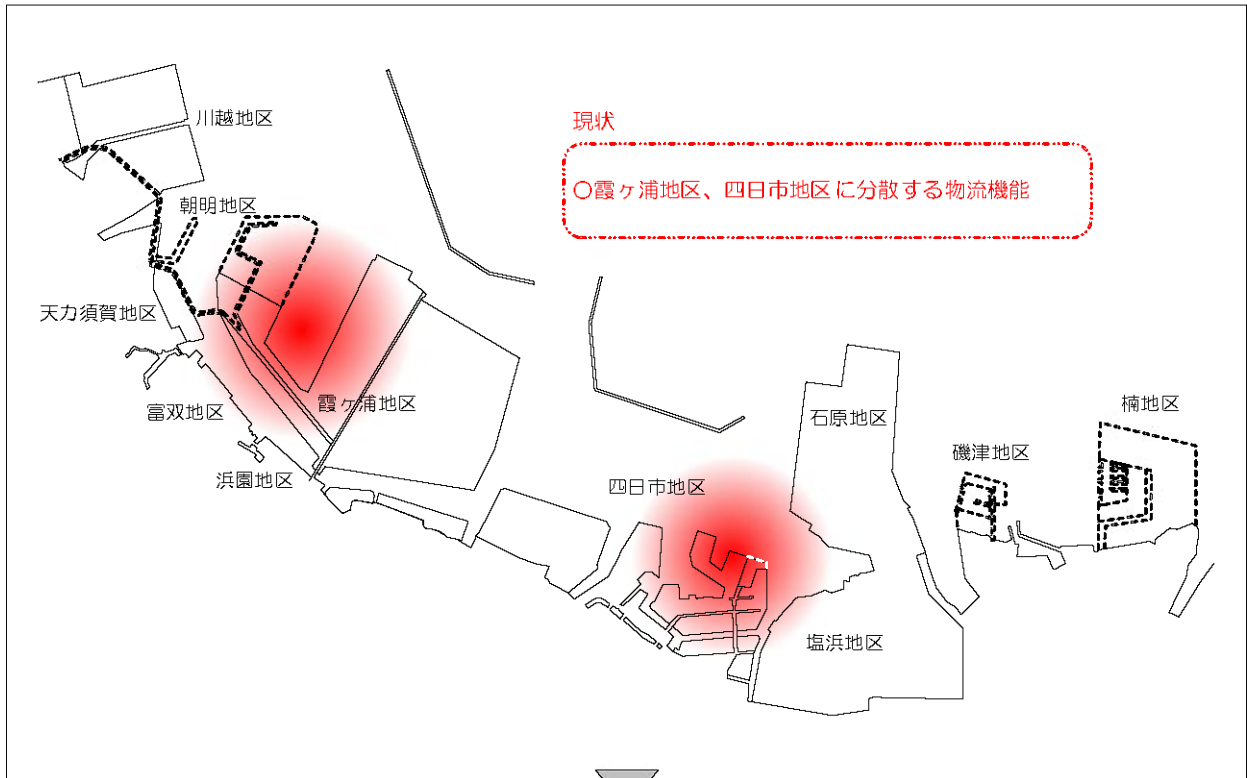 川越地区
現状
○霞ヶ浦地区、四日市地区に分散する物流機能
朝明地区
天力須賀地区
富双地区
霞ヶ浦地区
石原地区
楠地区
磯津地区
浜園地区
四日市地区
塩浜地区